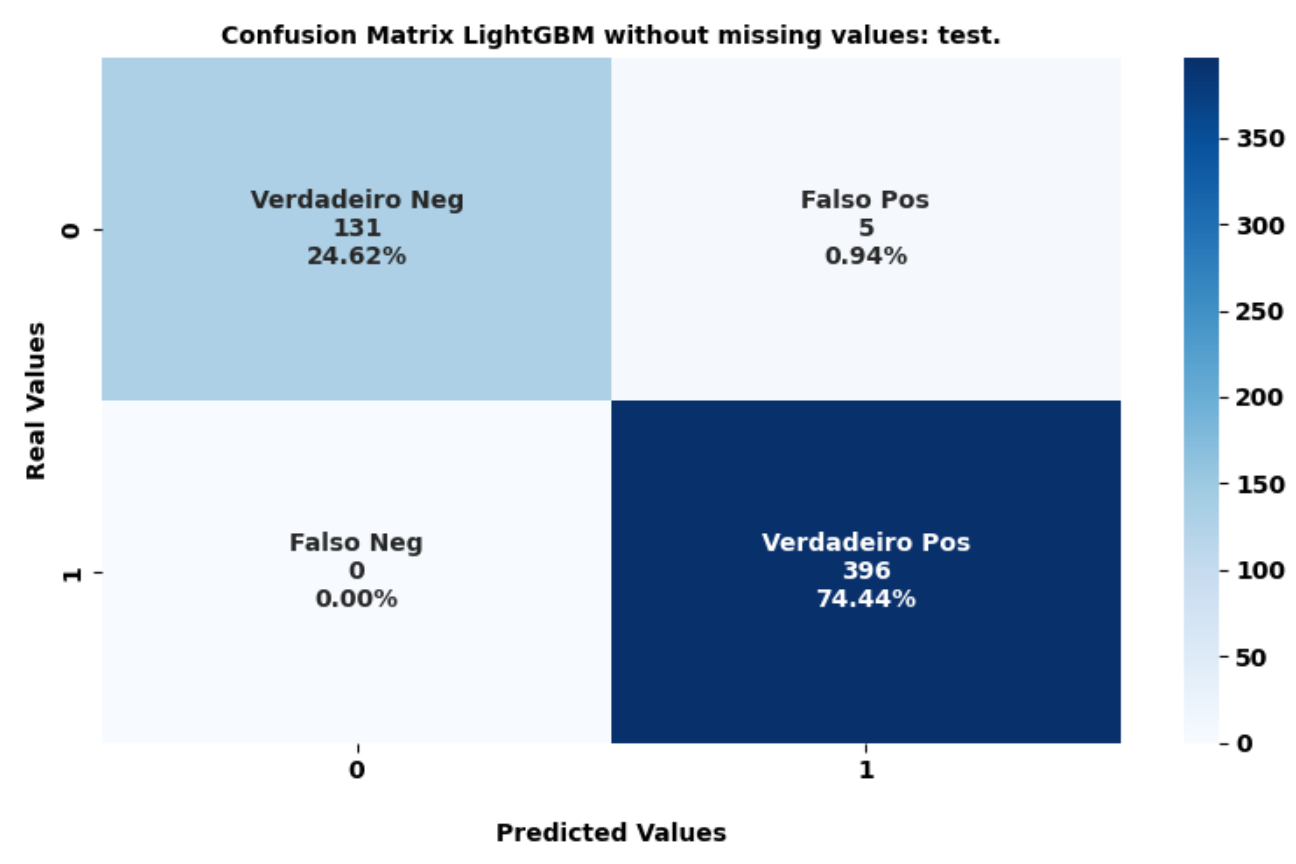 Confusion Matrix LightGBM without missing values: test.
Verdadeiro Neg
131
24.62%
Falso Pos
5
0.94%
Falso Neg
0
0.00%
Verdadeiro Pos
396
74.44%
0
1
Real Values
0
1
Predicted Values
350
300
250
200
150
100
50
0